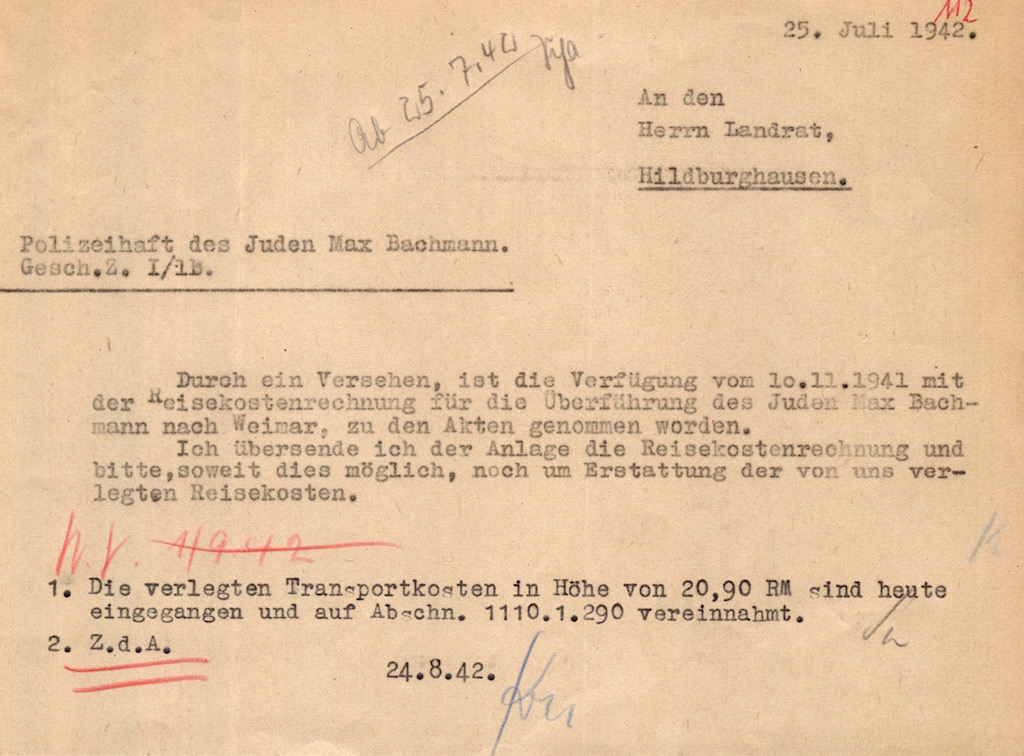 112
25. Juli 1942.
Ab 25.7.42
An den
Herrn Landrat,
Hildburghausen.
Polizeihaft des Juden Max Bachmann.
Gesch.Z. I/1b.
Durch ein Versehen, ist die Verfügung vom 1o.11.1941 mit
der Reisekostenrechnung für die Überführung des Juden Max Bach-
mann nach Weimar, zu den Akten genommen worden.
Ich übersende ich der Anlage die Reisekostenrechnung und
bitte,soweit dies möglich, noch um Erstattung der von uns ver-
legten Reisekosten.
1. Die verlegten Transportkosten in Höhe von 20,90 RM sind heute
eingegangen und auf Abschn. 1110.1.290 vereinnahmt.
2. Z.d.A.
24.8.42.